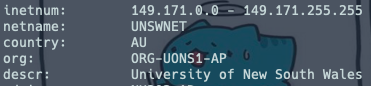 inetnum: 149.171.0.0 - 149.171.255.255
netname: UNSWNET
country: AU
org: ORG-UONS1-AP
descr: University of New South Wales